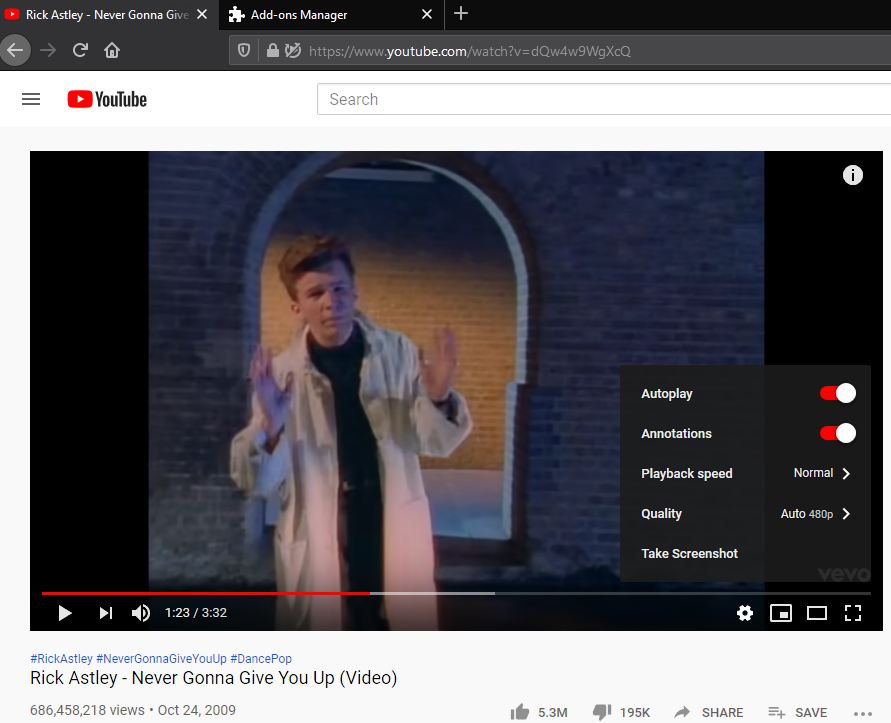 Rick Astley - Never Gonna Give
Add-ons Manager
https://www.youtube.com/watch?v=dQw4w9WgXcQ
YouTube
Search
Autoplay
Annotations
Playback speed Normal
Quality Auto 480p
Take Screenshot
vevo
1:23 / 3:32
#RickAstley #NeverGonnaGiveYouUp #DancePop
Rick Astley - Never Gonna Give You Up (Video)
686,458,218 views • Oct 24, 2009
5.3M 195K SHARE SAVE